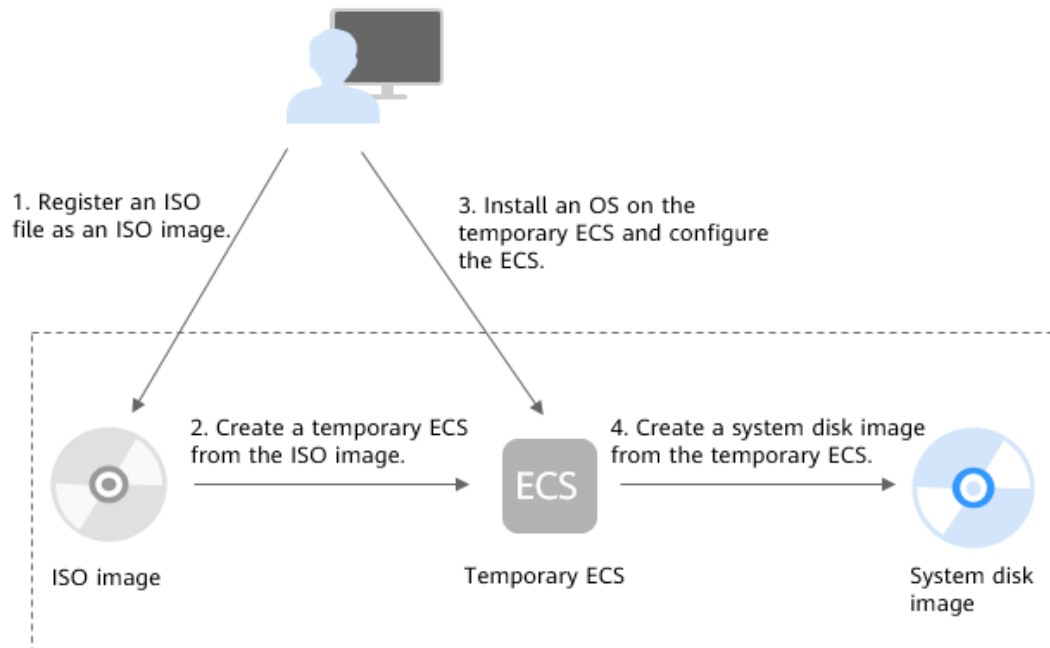 1. Register an ISO
file as an ISO image.
3. Install an OS on the
temporary ECS and configure
the ECS.
2. Create a temporary ECS
from the ISO image.
4. Create a system disk image
from the temporary ECS.
ECS
ISO image
Temporary ECS
System disk
image